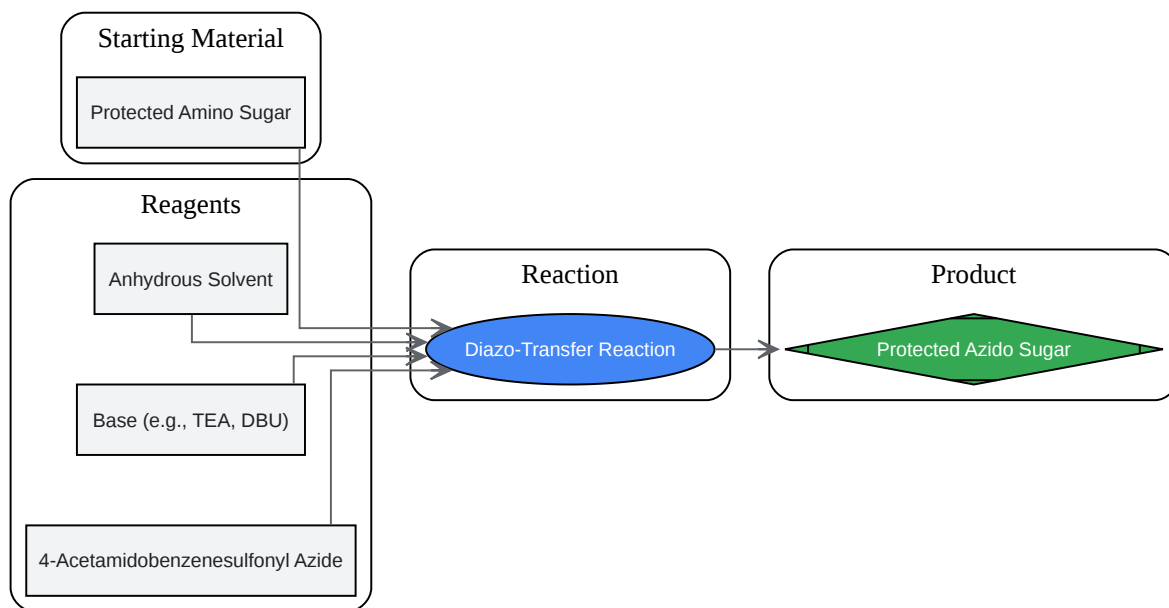 Starting Material
Protected Amino Sugar
Reagents
Anhydrous Solvent
Base (e.g., TEA, DBU)
4-Acetamidobenzenesulfonyl Azide
Reaction
Diazo-Transfer Reaction
Product
Protected Azido Sugar